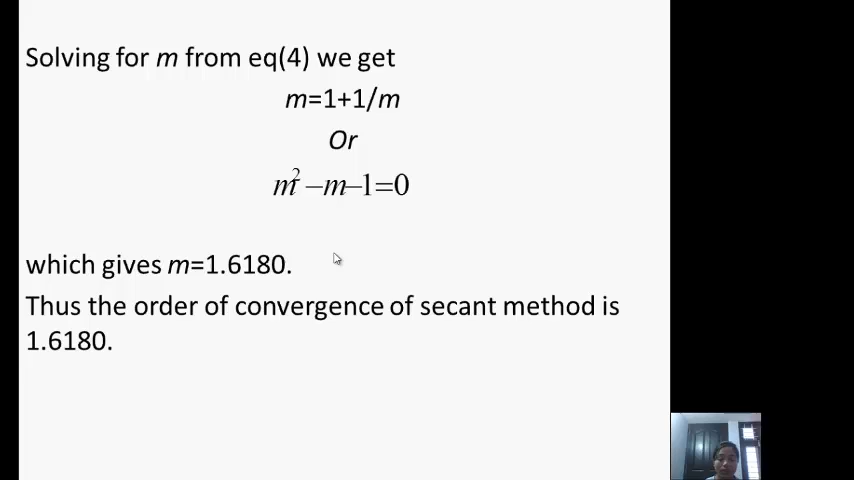 Solving for m from eq(4) we get
m=1+1/m
Or
m²−m−1=0
which gives m=1.6180.
Thus the order of convergence of secant method is
1.6180.